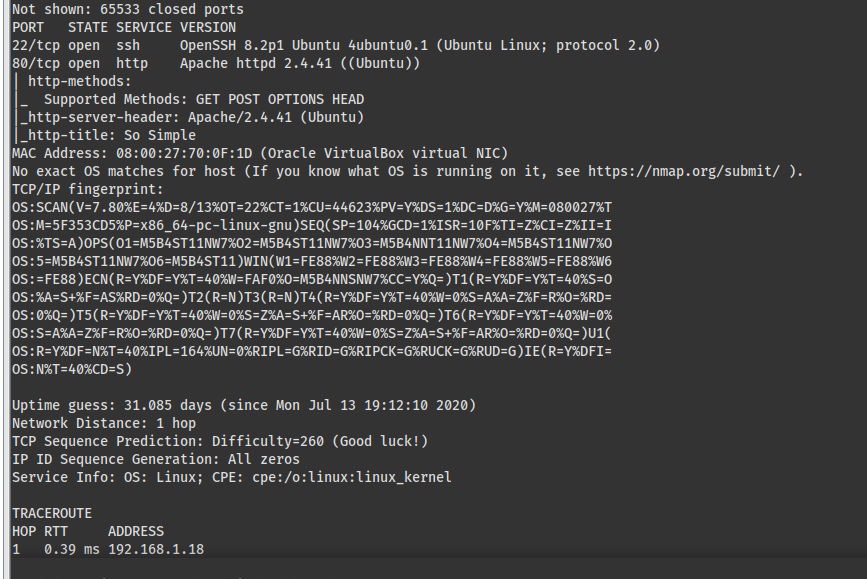 Not shown: 65533 closed ports
PORT   STATE SERVICE VERSION
22/tcp open  ssh     OpenSSH 8.2p1 Ubuntu 4ubuntu0.1 (Ubuntu Linux; protocol 2.0)
80/tcp open  http    Apache httpd 2.4.41 ((Ubuntu))
| http-methods:
|_  Supported Methods: GET POST OPTIONS HEAD
|_http-server-header: Apache/2.4.41 (Ubuntu)
|_http-title: So Simple
MAC Address: 08:00:27:70:0F:1D (Oracle VirtualBox virtual NIC)
No exact OS matches for host (If you know what OS is running on it, see https://nmap.org/submit/ ).
TCP/IP fingerprint:
OS:SCAN(V=7.80%E=4%D=8/13%OT=22%CT=1%CU=44623%PV=Y%DS=1%DC=D%G=Y%M=080027%T
OS:M=5F353CD5%P=x86_64-pc-linux-gnu)SEQ(SP=104%GCD=1%ISR=10F%TI=Z%CI=Z%II=I
OS:%TS=A)OPS(O1=M5B4ST11NW7%O2=M5B4ST11NW7%O3=M5B4NNT11NW7%O4=M5B4ST11NW7%O
OS:5=M5B4ST11NW7%O6=M5B4ST11)WIN(W1=FE88%W2=FE88%W3=FE88%W4=FE88%W5=FE88%W6
OS:=FE88)ECN(R=Y%DF=Y%T=40%W=FAF0%O=M5B4NNSNW7%CC=Y%Q=)T1(R=Y%DF=Y%T=40%S=O
OS:%A=S+%F=AS%RD=0%Q=)T2(R=N)T3(R=N)T4(R=Y%DF=Y%T=40%W=0%S=A%A=Z%F=R%O=%RD=
OS:0%Q=)T5(R=Y%DF=Y%T=40%W=0%S=Z%A=S+%F=AR%O=%RD=0%Q=)T6(R=Y%DF=Y%T=40%W=0%
OS:S=A%A=Z%F=R%O=%RD=0%Q=)T7(R=Y%DF=Y%T=40%W=0%S=Z%A=S+%F=AR%O=%RD=0%Q=)U1(
OS:R=Y%DF=N%T=40%IPL=164%UN=0%RIPL=G%RID=G%RIPCK=G%RUCK=G%RUD=G)IE(R=Y%DFI=
OS:N%T=40%CD=S)
Uptime guess: 31.085 days (since Mon Jul 13 19:12:10 2020)
Network Distance: 1 hop
TCP Sequence Prediction: Difficulty=260 (Good luck!)
IP ID Sequence Generation: All zeros
Service Info: OS: Linux; CPE: cpe:/o:linux:linux_kernel
TRACEROUTE
HOP RTT     ADDRESS
1   0.39 ms 192.168.1.18